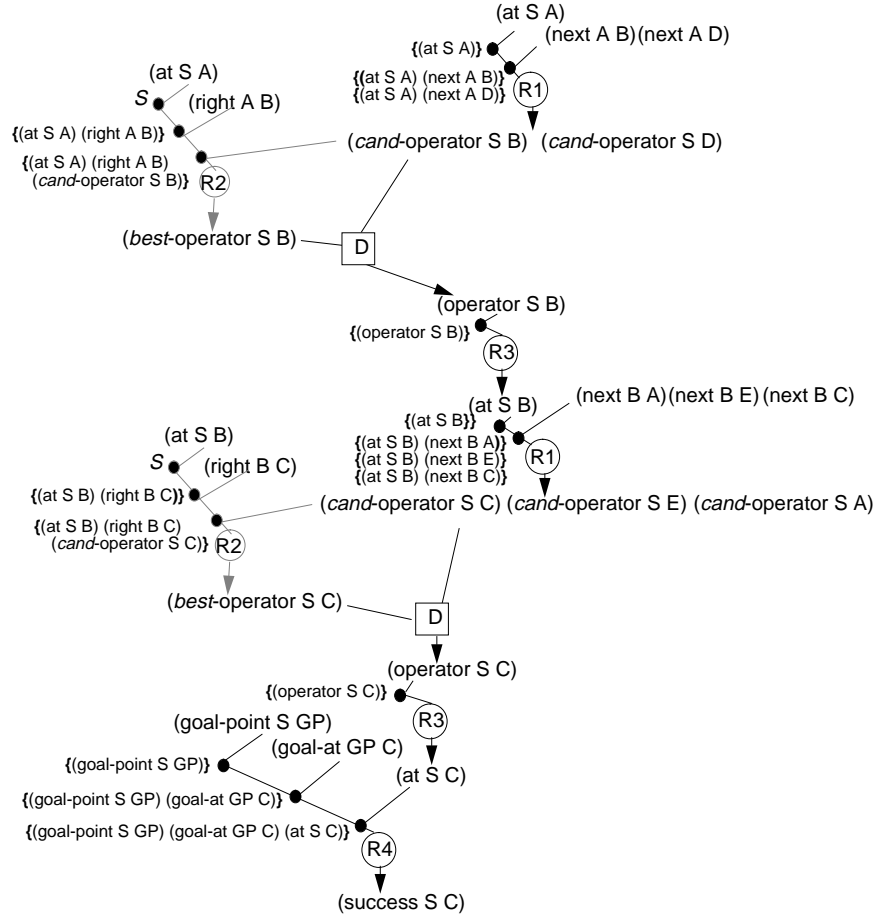 (at S A)
(next A B)(next A D)
{(at S A)}
(at S A)
{(at S A) (next A B)}
{(at S A) (next A D)}
R1
S
(right A B)
{(at S A) (right A B)}
(cand-operator S B) (cand-operator S D)
{(at S A) (right A B)
(cand-operator S B)}
R2
(best-operator S B)
D
(operator S B)
{(operator S B)}
R3
(at S B)
(next B A)(next B E)(next B C)
{(at S B}}
(at S B)
{(at S B) (next B A)}
{(at S B) (next B E)}
{(at S B) (next B C)}
R1
S
(right B C)
{(at S B) (right B C)}
(cand-operator S C) (cand-operator S E) (cand-operator S A)
{(at S B) (right B C)
(cand-operator S C)}
R2
(best-operator S C)
D
(operator S C)
{(operator S C)}
R3
(goal-point S GP)
(goal-at GP C)
{(goal-point S GP)}
(at S C)
{(goal-point S GP) (goal-at GP C)}
{(goal-point S GP) (goal-at GP C) (at S C)}
R4
(success S C)